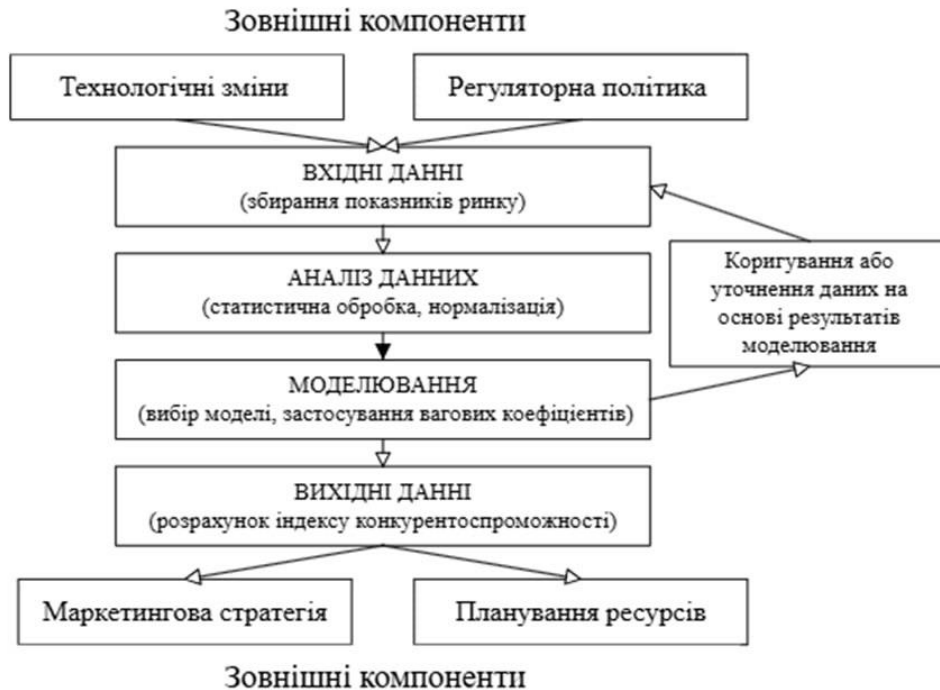 Зовнішні компоненти
Технологічні зміни
Регуляторна політика
ВХІДНІ ДАННІ
(збирання показників ринку)
АНАЛІЗ ДАННИХ
(статистична обробка, нормалізація)
Коригування або
уточнення даних на
основі результатів
моделювання
МОДЕЛЮВАННЯ
(вибір моделі, застосування вагових коефіцієнтів)
ВИХІДНІ ДАННІ
(розрахунок індексу конкурентоспроможності)
Маркетингова стратегія
Планування ресурсів
Зовнішні компоненти